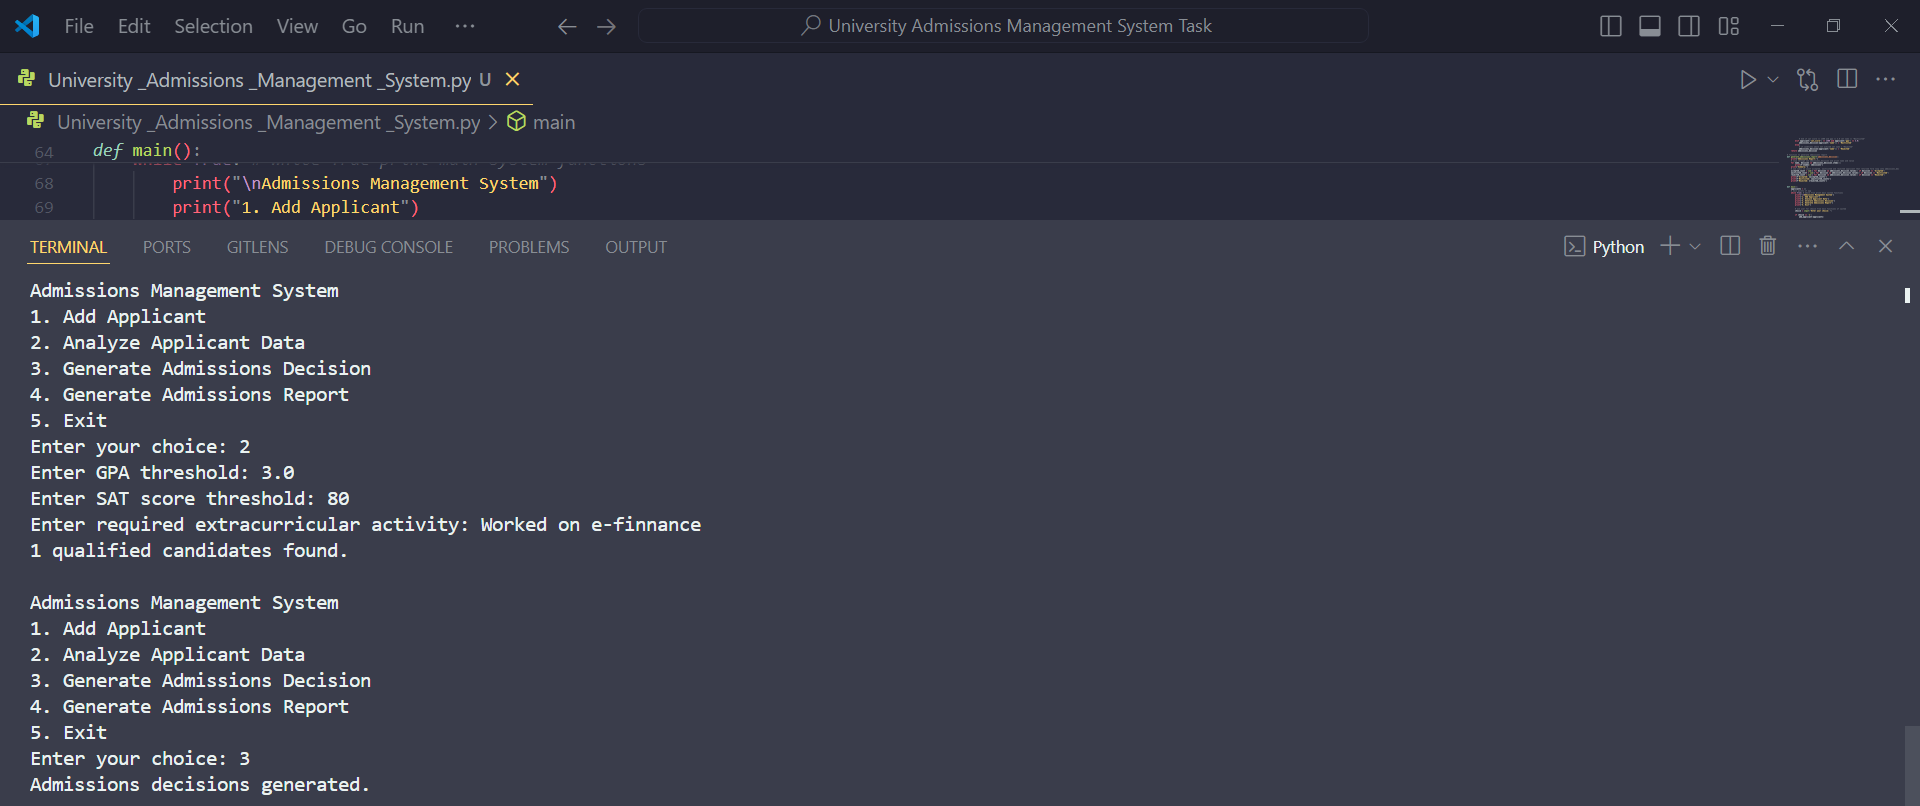 File Edit Selection View Go Run ···
University Admissions Management System Task
University _Admissions _Management _System.py U
University _Admissions _Management _System.py > main
64 def main():
68 print("\nAdmissions Management System")
69 print("1. Add Applicant")
TERMINAL PORTS GITLENS DEBUG CONSOLE PROBLEMS OUTPUT
Python
Admissions Management System
1. Add Applicant
2. Analyze Applicant Data
3. Generate Admissions Decision
4. Generate Admissions Report
5. Exit
Enter your choice: 2
Enter GPA threshold: 3.0
Enter SAT score threshold: 80
Enter required extracurricular activity: Worked on e-finnance
1 qualified candidates found.
Admissions Management System
1. Add Applicant
2. Analyze Applicant Data
3. Generate Admissions Decision
4. Generate Admissions Report
5. Exit
Enter your choice: 3
Admissions decisions generated.